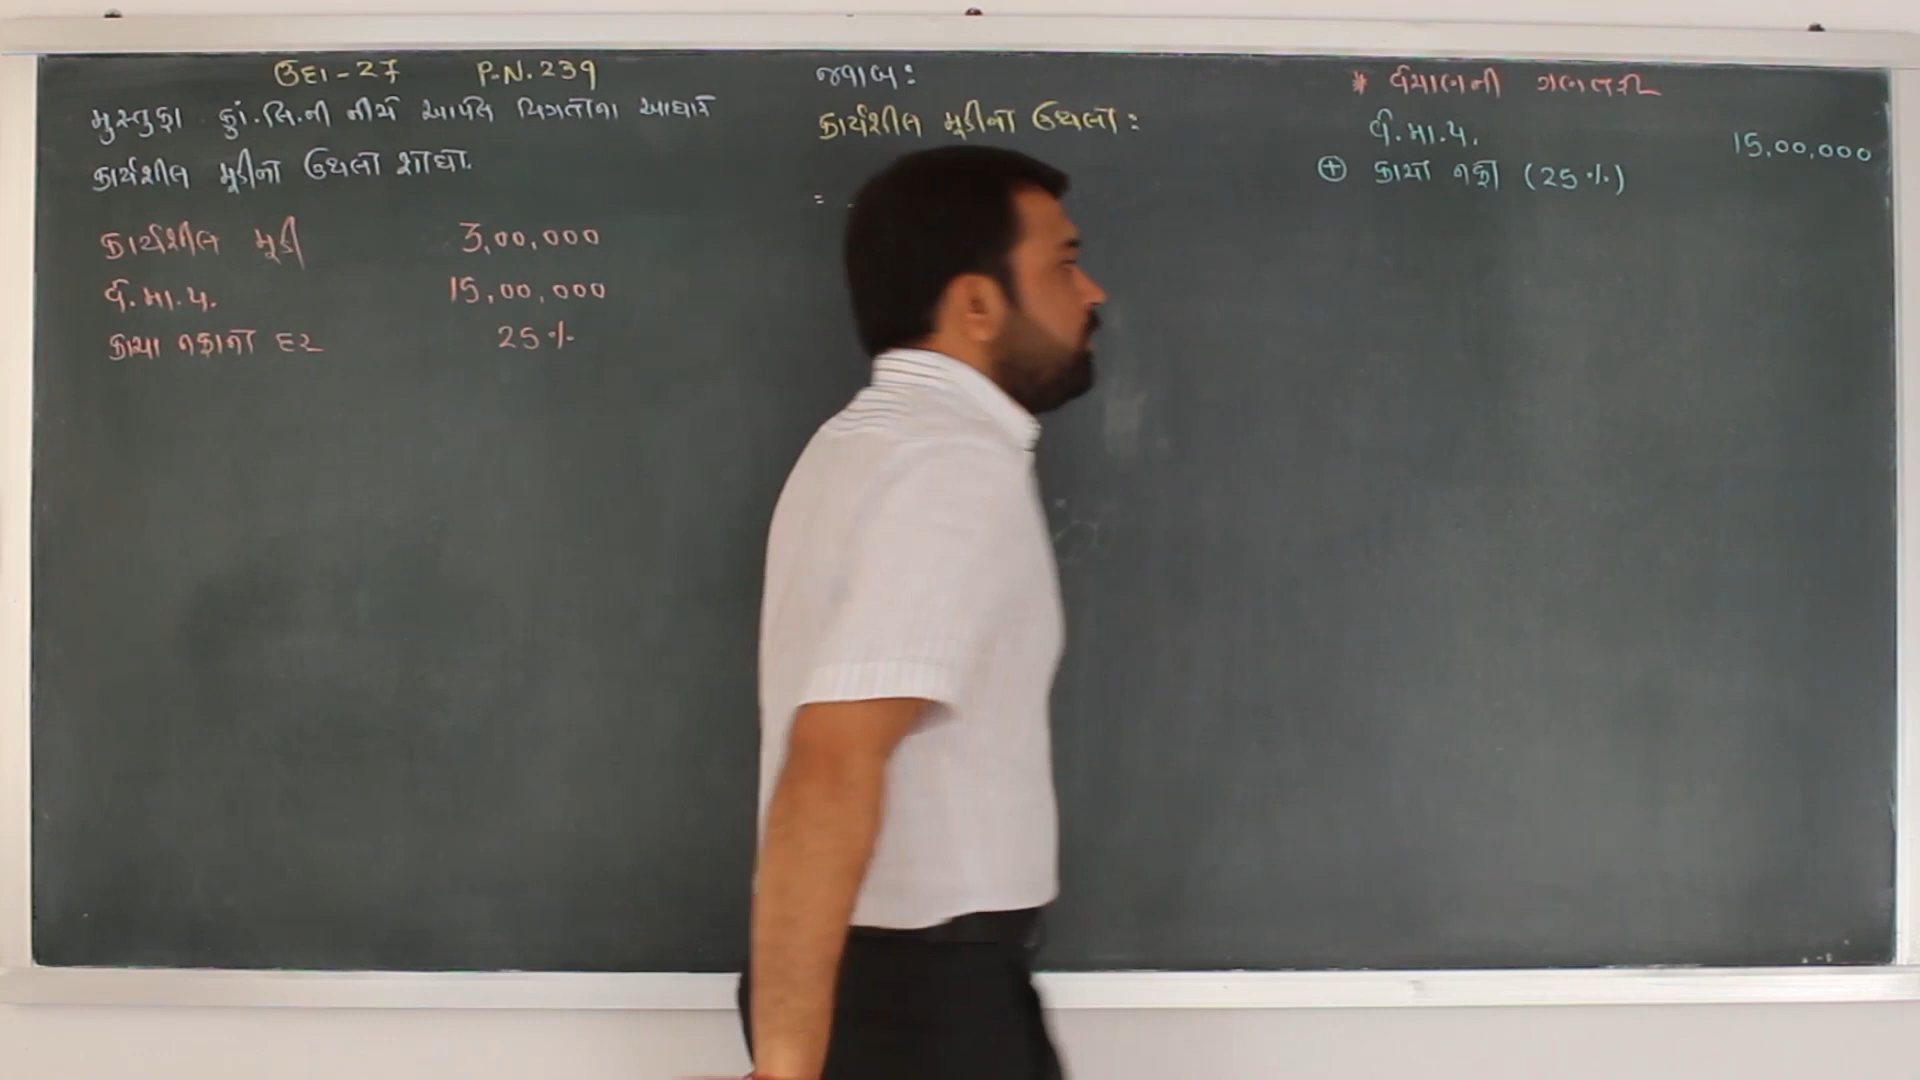 ઉદા-27 P.N.239
મુસ્તુફા કાં.લિ.ની નીચે આપેલ વિગતોના આધારે
કાર્યશીલ મૂડીનો ઉથલો શોધો.
કાર્યશીલ મૂડી 3,00,000
વે.મા.પ. 15,00,000
કાચા નફાનો દર 25%
જવાબ:
કાર્યશીલ મૂડીનો ઉથલો:
=
* વેચાણની ગણતરી
વે.મા.પ. 15,00,000
⊕ કાચો નફો (25%)